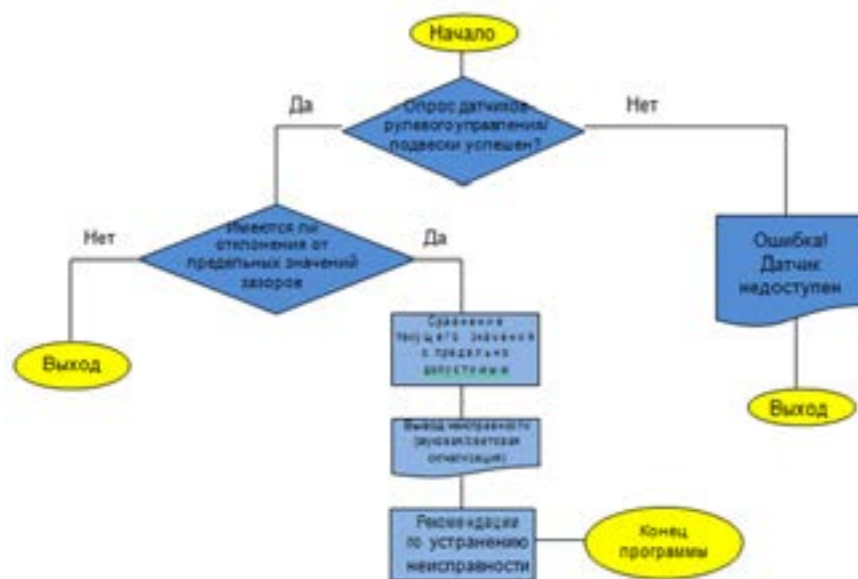 Начало
Да
Опрос датчиков
рулевого управления/
подвески успешен?
Нет
Нет
Имеются ли
отклонения от
предельных значений
зазоров
Да
Ошибка!
Датчик
недоступен
Выход
Сравнение
текущего значения
с предельно
допустимым
Выход
Вывод неисправности
(звуковая/световая
сигнализация)
Рекомендации
по устранению
неисправности
Конец
программы